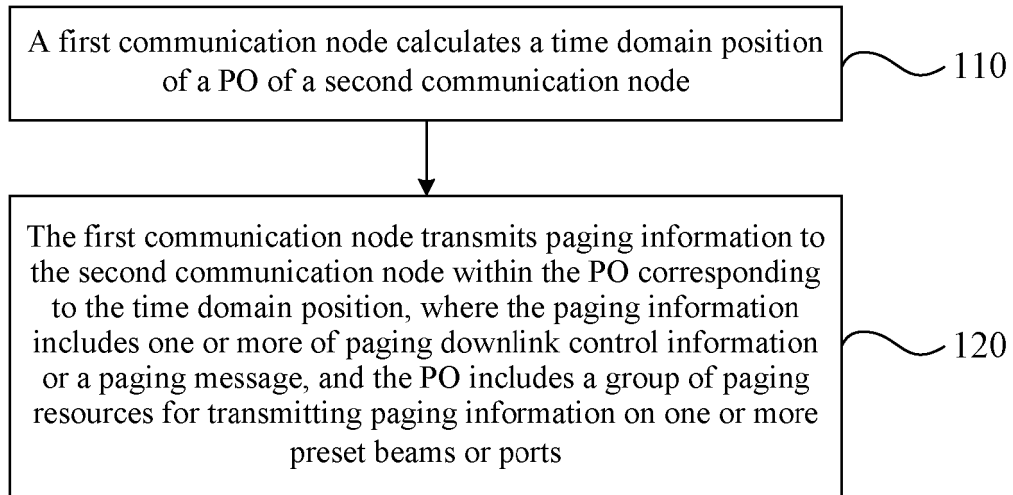 A first communication node calculates a time domain position
of a PO of a second communication node
110
The first communication node transmits paging information to
the second communication node within the PO corresponding
to the time domain position, where the paging information
includes one or more of paging downlink control information
or a paging message, and the PO includes a group of paging
resources for transmitting paging information on one or more
preset beams or ports
120